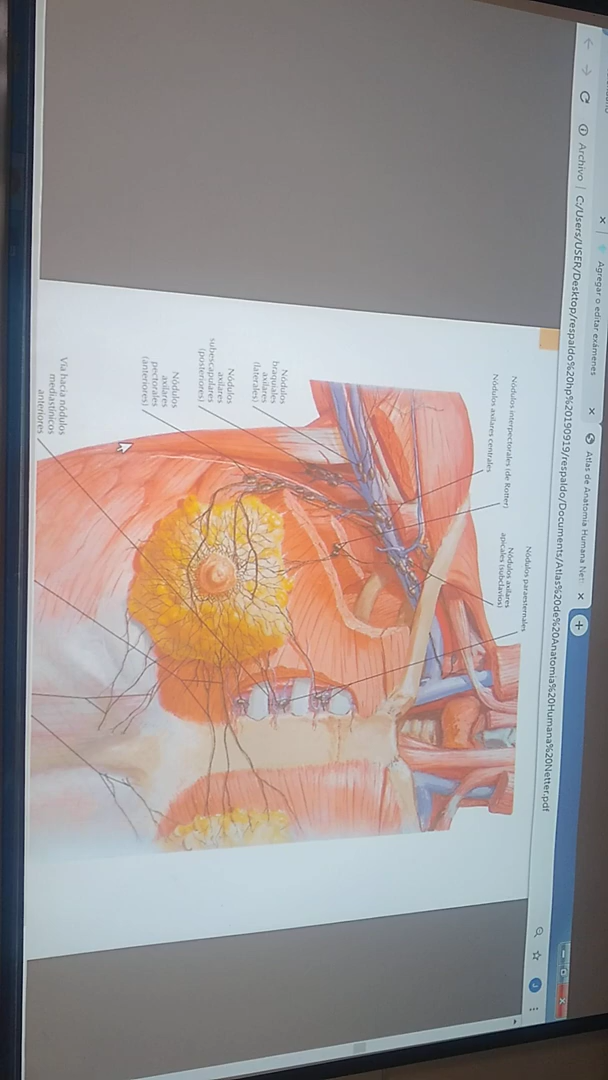 Agregar o editar exámenes
Atlas de Anatomia Humana Net
Archivo | C:/Users/USER/Desktop/respaldo%20hp%20190919/respaldo/Documents/Atlas%20de%20Anatomia%20Humana%20Netter.pdf
Nódulos paraesternales
Nódulos axilares
apicales (subclavios)
Nódulos interpectorales (de Rotter)
Nódulos axilares centrales
Nódulos
braquiales
axilares
(laterales)
Nódulos
axilares
subescapulares
(posteriores)
Nódulos
axilares
pectorales
(anteriores)
Vía hacia nódulos
mediastínicos
anteriores